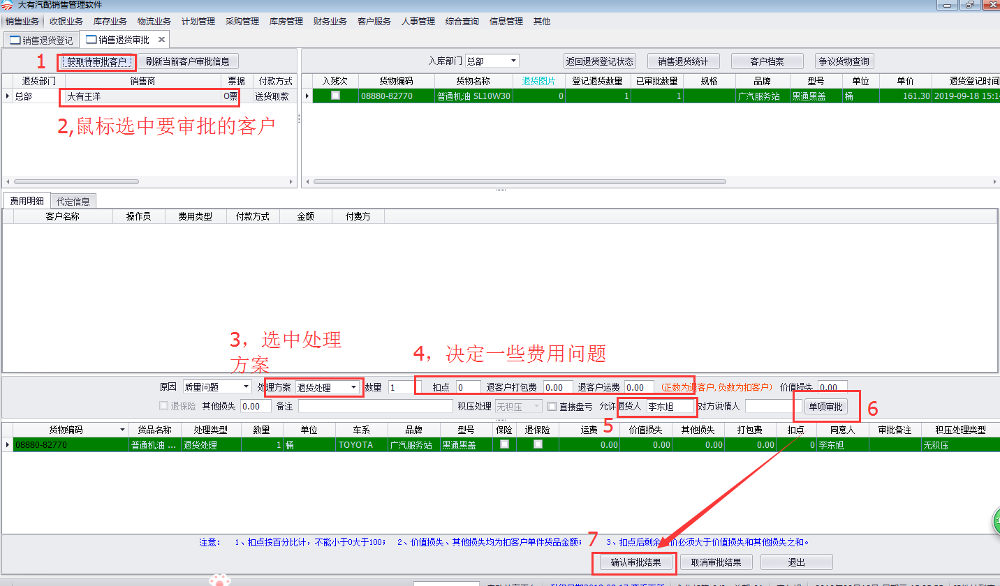 大有汽配销售管理软件
销售业务 收银业务 库存业务 物流业务 计划管理 采购管理 库房管理 财务业务 客户服务 人事管理 综合查询 信息管理 其他
销售退货登记 销售退货审批
1 获取待审批客户 刷新当前客户审批信息 入库部门 总部 返回退货登记状态 销售退货统计 客户档案 争议货物查询
退货部门 销售商 票据 付款方式 入残次 货物编码 货物名称 退货图片 登记退货数量 已审批数量 规格 品牌 型号 单位 单价 退货登记时间
总部 大有王洋 0票 送货取款 08880-82770 普通机油 SL10W30 0 1 1 广汽服务站 黑通黑盖 桶 161.30 2019-09-18 15:1
2,鼠标选中要审批的客户
费用明细 代定信息
客户名称 操作员 费用类型 付款方式 金额 付费方
3，选中处理
方案
4，决定一些费用问题
原因 质量问题 处理方案 退货处理 数量 1 扣点 0 退客户打包费 0.00 退客户运费 0.00 (正数为退客户,负数为扣客户) 价值损失 0.00
退保险 其他损失 0.00 备注 积压处理 无积压 直接盘亏 允许退货人 李东旭 对方说情人 单项审批 6
5
货物编码 货品名称 处理类型 数量 单位 车系 品牌 型号 保险 退保险 运费 价值损失 其他损失 打包费 扣点 同意人 审批备注 积压处理类型
08880-82770 普通机油 ... 退货处理 1 桶 TOYOTA 广汽服务站 黑通黑盖 0.00 0.00 0.00 0.00 0 李东旭 无积压
注意： 1、扣点按百分比计，不能小于0大于100； 2、价值损失、其他损失均为扣客户单件货品金额； 7 3、扣点后剩余 价必须大于价值损失和其他损失之和。
确认审批结果 取消审批结果 退出